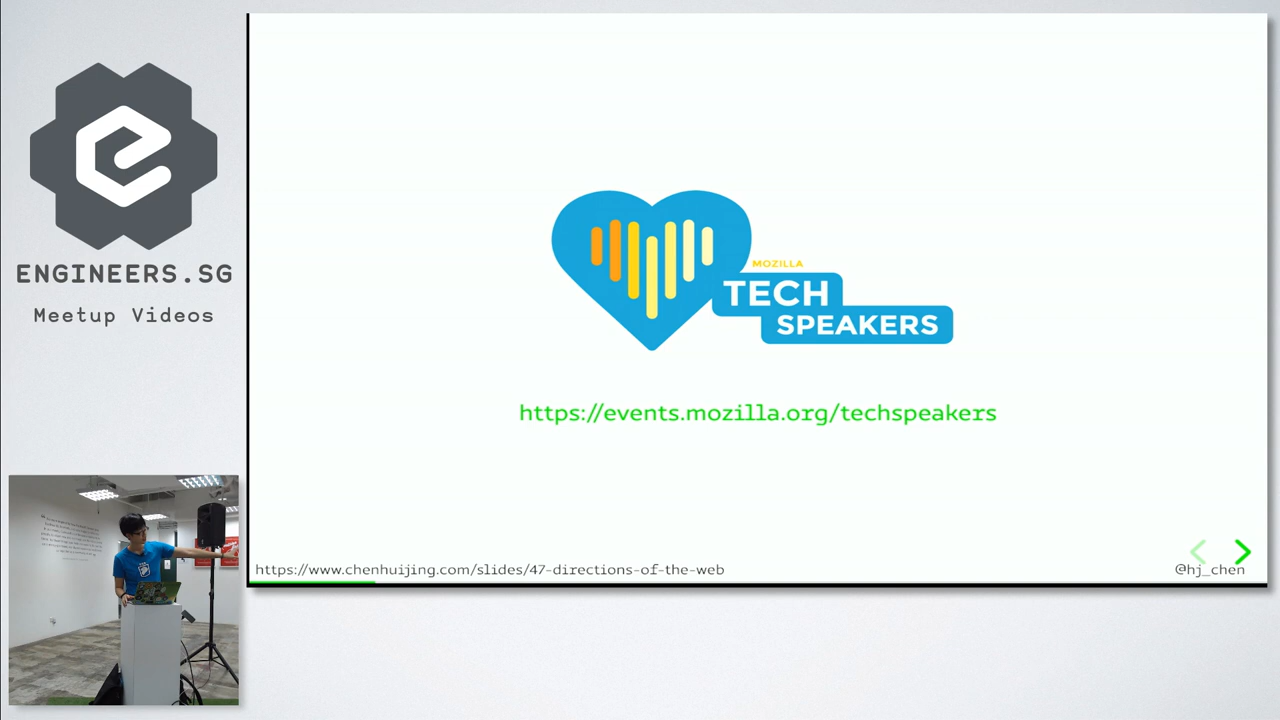 ENGINEERS.SG
Meetup Videos
MOZILLA
TECH
SPEAKERS
https://events.mozilla.org/techspeakers
https://www.chenhuijing.com/slides/47-directions-of-the-web
@hj_chen